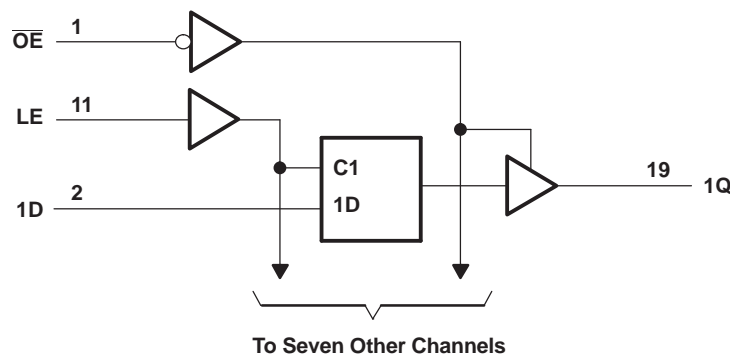 OE 1
LE 11
C1
1D 2
1D
19 1Q
To Seven Other Channels